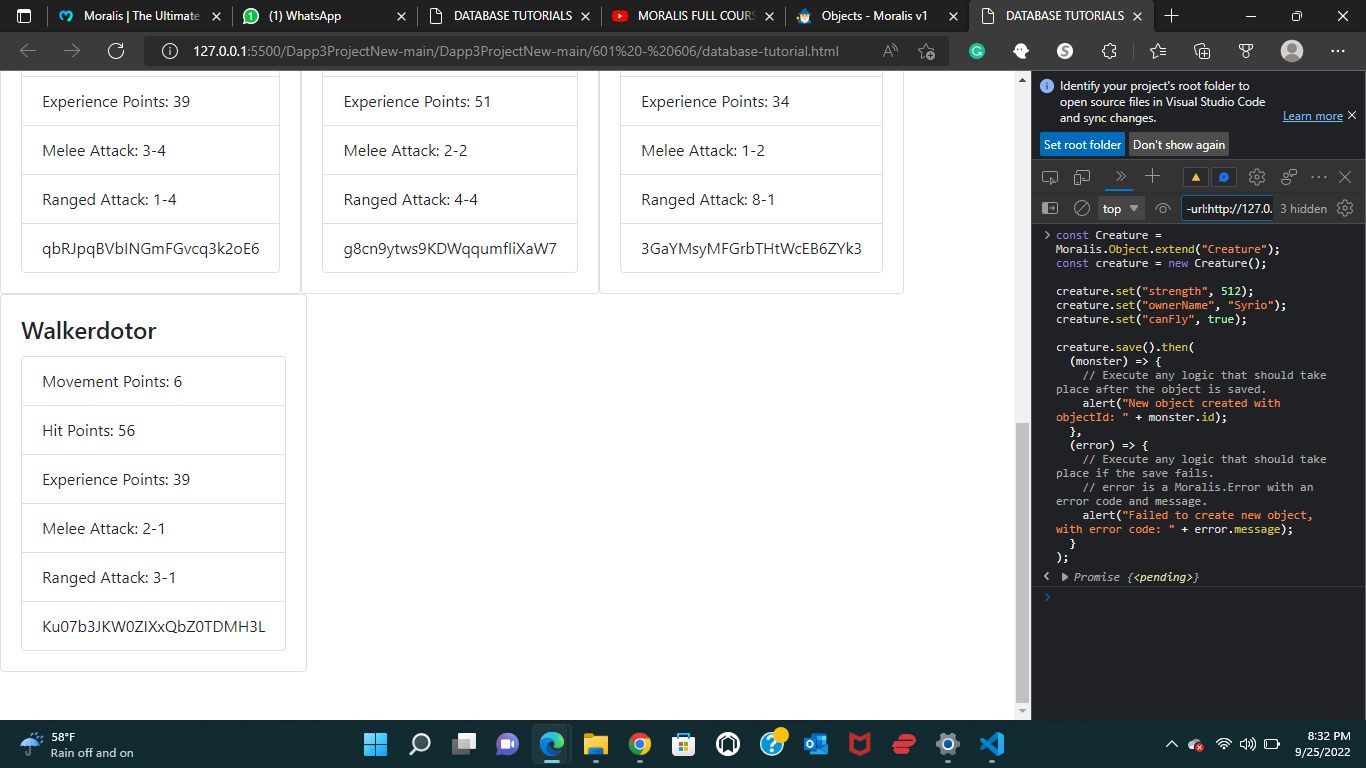 Moralis | The Ultimate
(1) WhatsApp
DATABASE TUTORIALS
MORALIS FULL COUR
Objects - Moralis v1
DATABASE TUTORIALS
127.0.0.1:5500/Dapp3ProjectNew-main/Dapp3ProjectNew-main/601%20-%20606/database-tutorial.html
Experience Points: 39
Melee Attack: 3-4
Ranged Attack: 1-4
qbRJpqBVbINGmFGvcq3k2oE6
Experience Points: 51
Melee Attack: 2-2
Ranged Attack: 4-4
g8cn9ytws9KDWqqumfIiXaW7
Experience Points: 34
Melee Attack: 1-2
Ranged Attack: 8-1
3GaYMsyMFGrbTHtWcEB6ZYk3
Walkerdotor
Movement Points: 6
Hit Points: 56
Experience Points: 39
Melee Attack: 2-1
Ranged Attack: 3-1
Ku07b3JKW0ZIXxQbZ0TDMH3L
Identify your project's root folder to
open source files in Visual Studio Code
and sync changes.
Learn more
Set root folder
Don't show again
top
-url:http://127.0.
3 hidden
const Creature =
Moralis.Object.extend("Creature");
const creature = new Creature();
creature.set("strength", 512);
creature.set("ownerName", "Syrio");
creature.set("canFly", true);
creature.save().then(
(monster) => {
// Execute any logic that should take
place after the object is saved.
alert("New object created with
objectId: " + monster.id);
},
(error) => {
// Execute any logic that should take
place if the save fails.
// error is a Moralis.Error with an
error code and message.
alert("Failed to create new object,
with error code: " + error.message);
}
);
Promise {<pending>}
58°F
Rain off and on
8:32 PM
9/25/2022